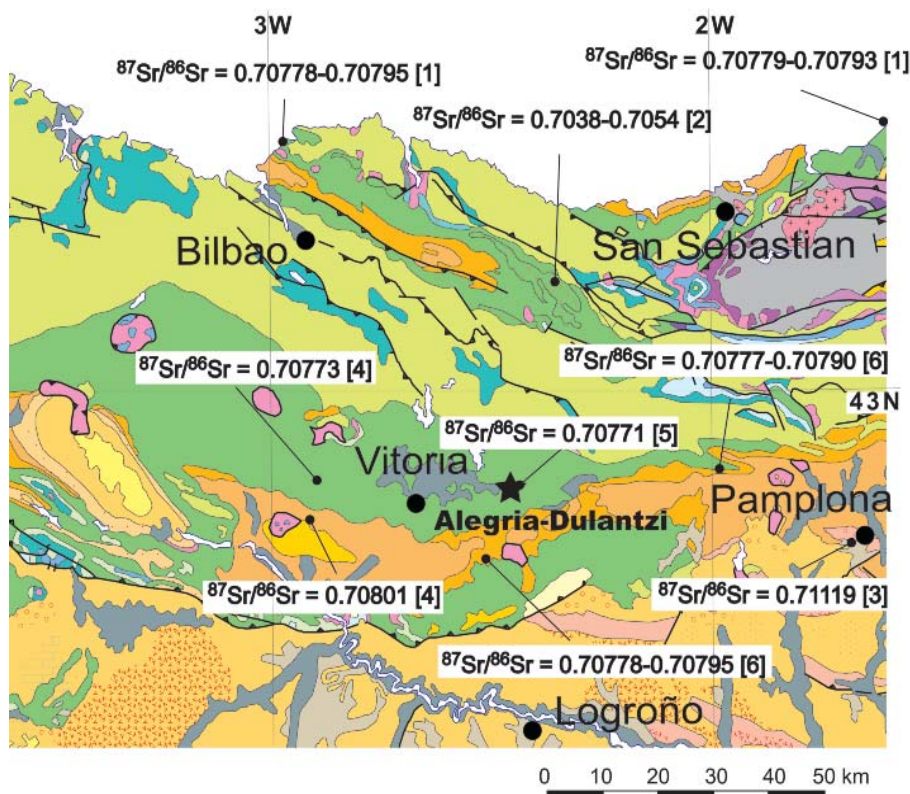 3W
2W
⁸⁷Sr/⁸⁶Sr = 0.70779-0.70793 [1]
⁸⁷Sr/⁸⁶Sr = 0.70778-0.70795 [1]
⁸⁷Sr/⁸⁶Sr = 0.7038-0.7054 [2]
Bilbao
San Sebastian
⁸⁷Sr/⁸⁶Sr = 0.70773 [4]
⁸⁷Sr/⁸⁶Sr = 0.70777-0.70790 [6]
43N
⁸⁷Sr/⁸⁶Sr = 0.70771 [5]
Vitoria
Pamplona
Alegria-Dulantzi
⁸⁷Sr/⁸⁶Sr = 0.70801 [4]
⁸⁷Sr/⁸⁶Sr = 0.71119 [3]
⁸⁷Sr/⁸⁶Sr = 0.70778-0.70795 [6]
Logroño
0 10 20 30 40 50 km